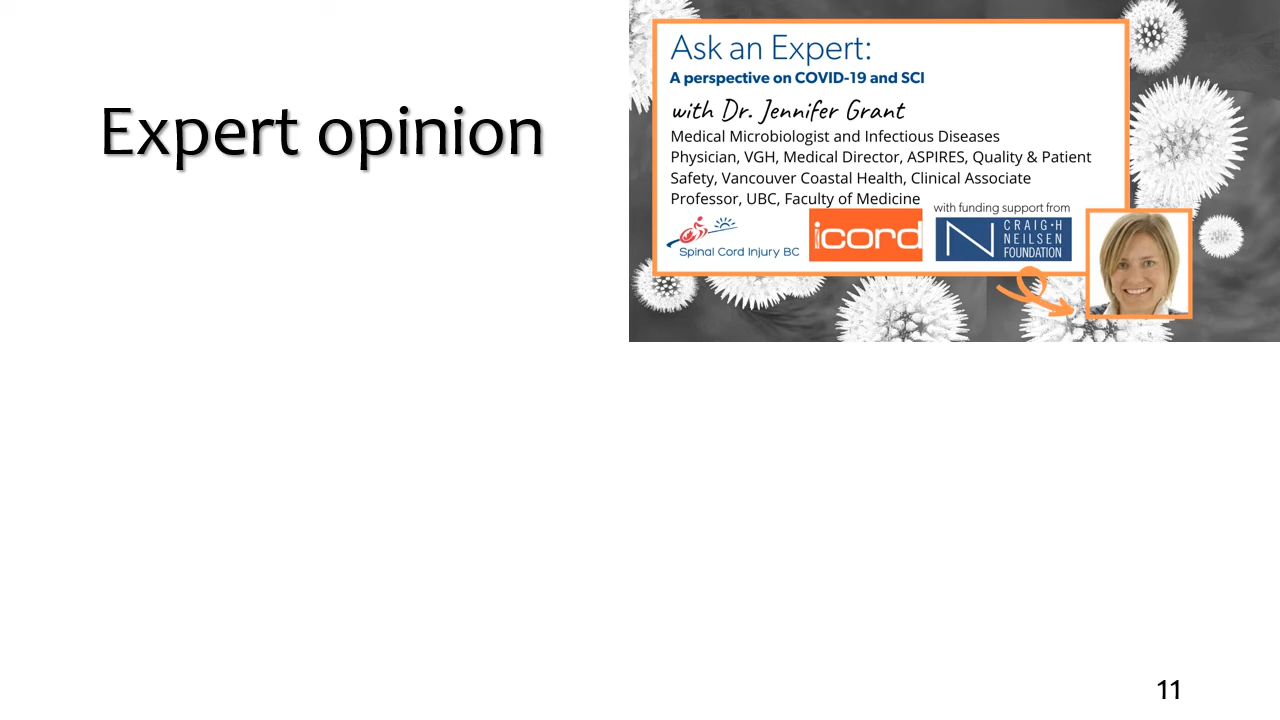 Expert opinion
Ask an Expert:
A perspective on COVID-19 and SCI
with Dr. Jennifer Grant
Medical Microbiologist and Infectious Diseases
Physician, VGH, Medical Director, ASPIRES, Quality & Patient
Safety, Vancouver Coastal Health, Clinical Associate
Professor, UBC, Faculty of Medicine
with funding support from
Spinal Cord Injury BC
icord
N
CRAIG•H
NEILSEN
FOUNDATION
11